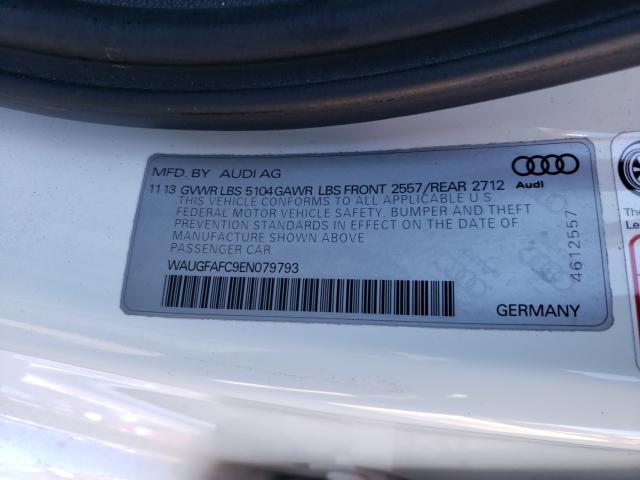 MFD. BY AUDI AG
11 13 GVWR LBS 5104 GAWR LBS FRONT 2557/REAR 2712
THIS VEHICLE CONFORMS TO ALL APPLICABLE U.S
FEDERAL MOTOR VEHICLE SAFETY, BUMPER AND THEFT
PREVENTION STANDARDS IN EFFECT ON THE DATE OF
MANUFACTURE SHOWN ABOVE
PASSENGER CAR
WAUGFAFC9EN079793
GERMANY
Audi
4612557